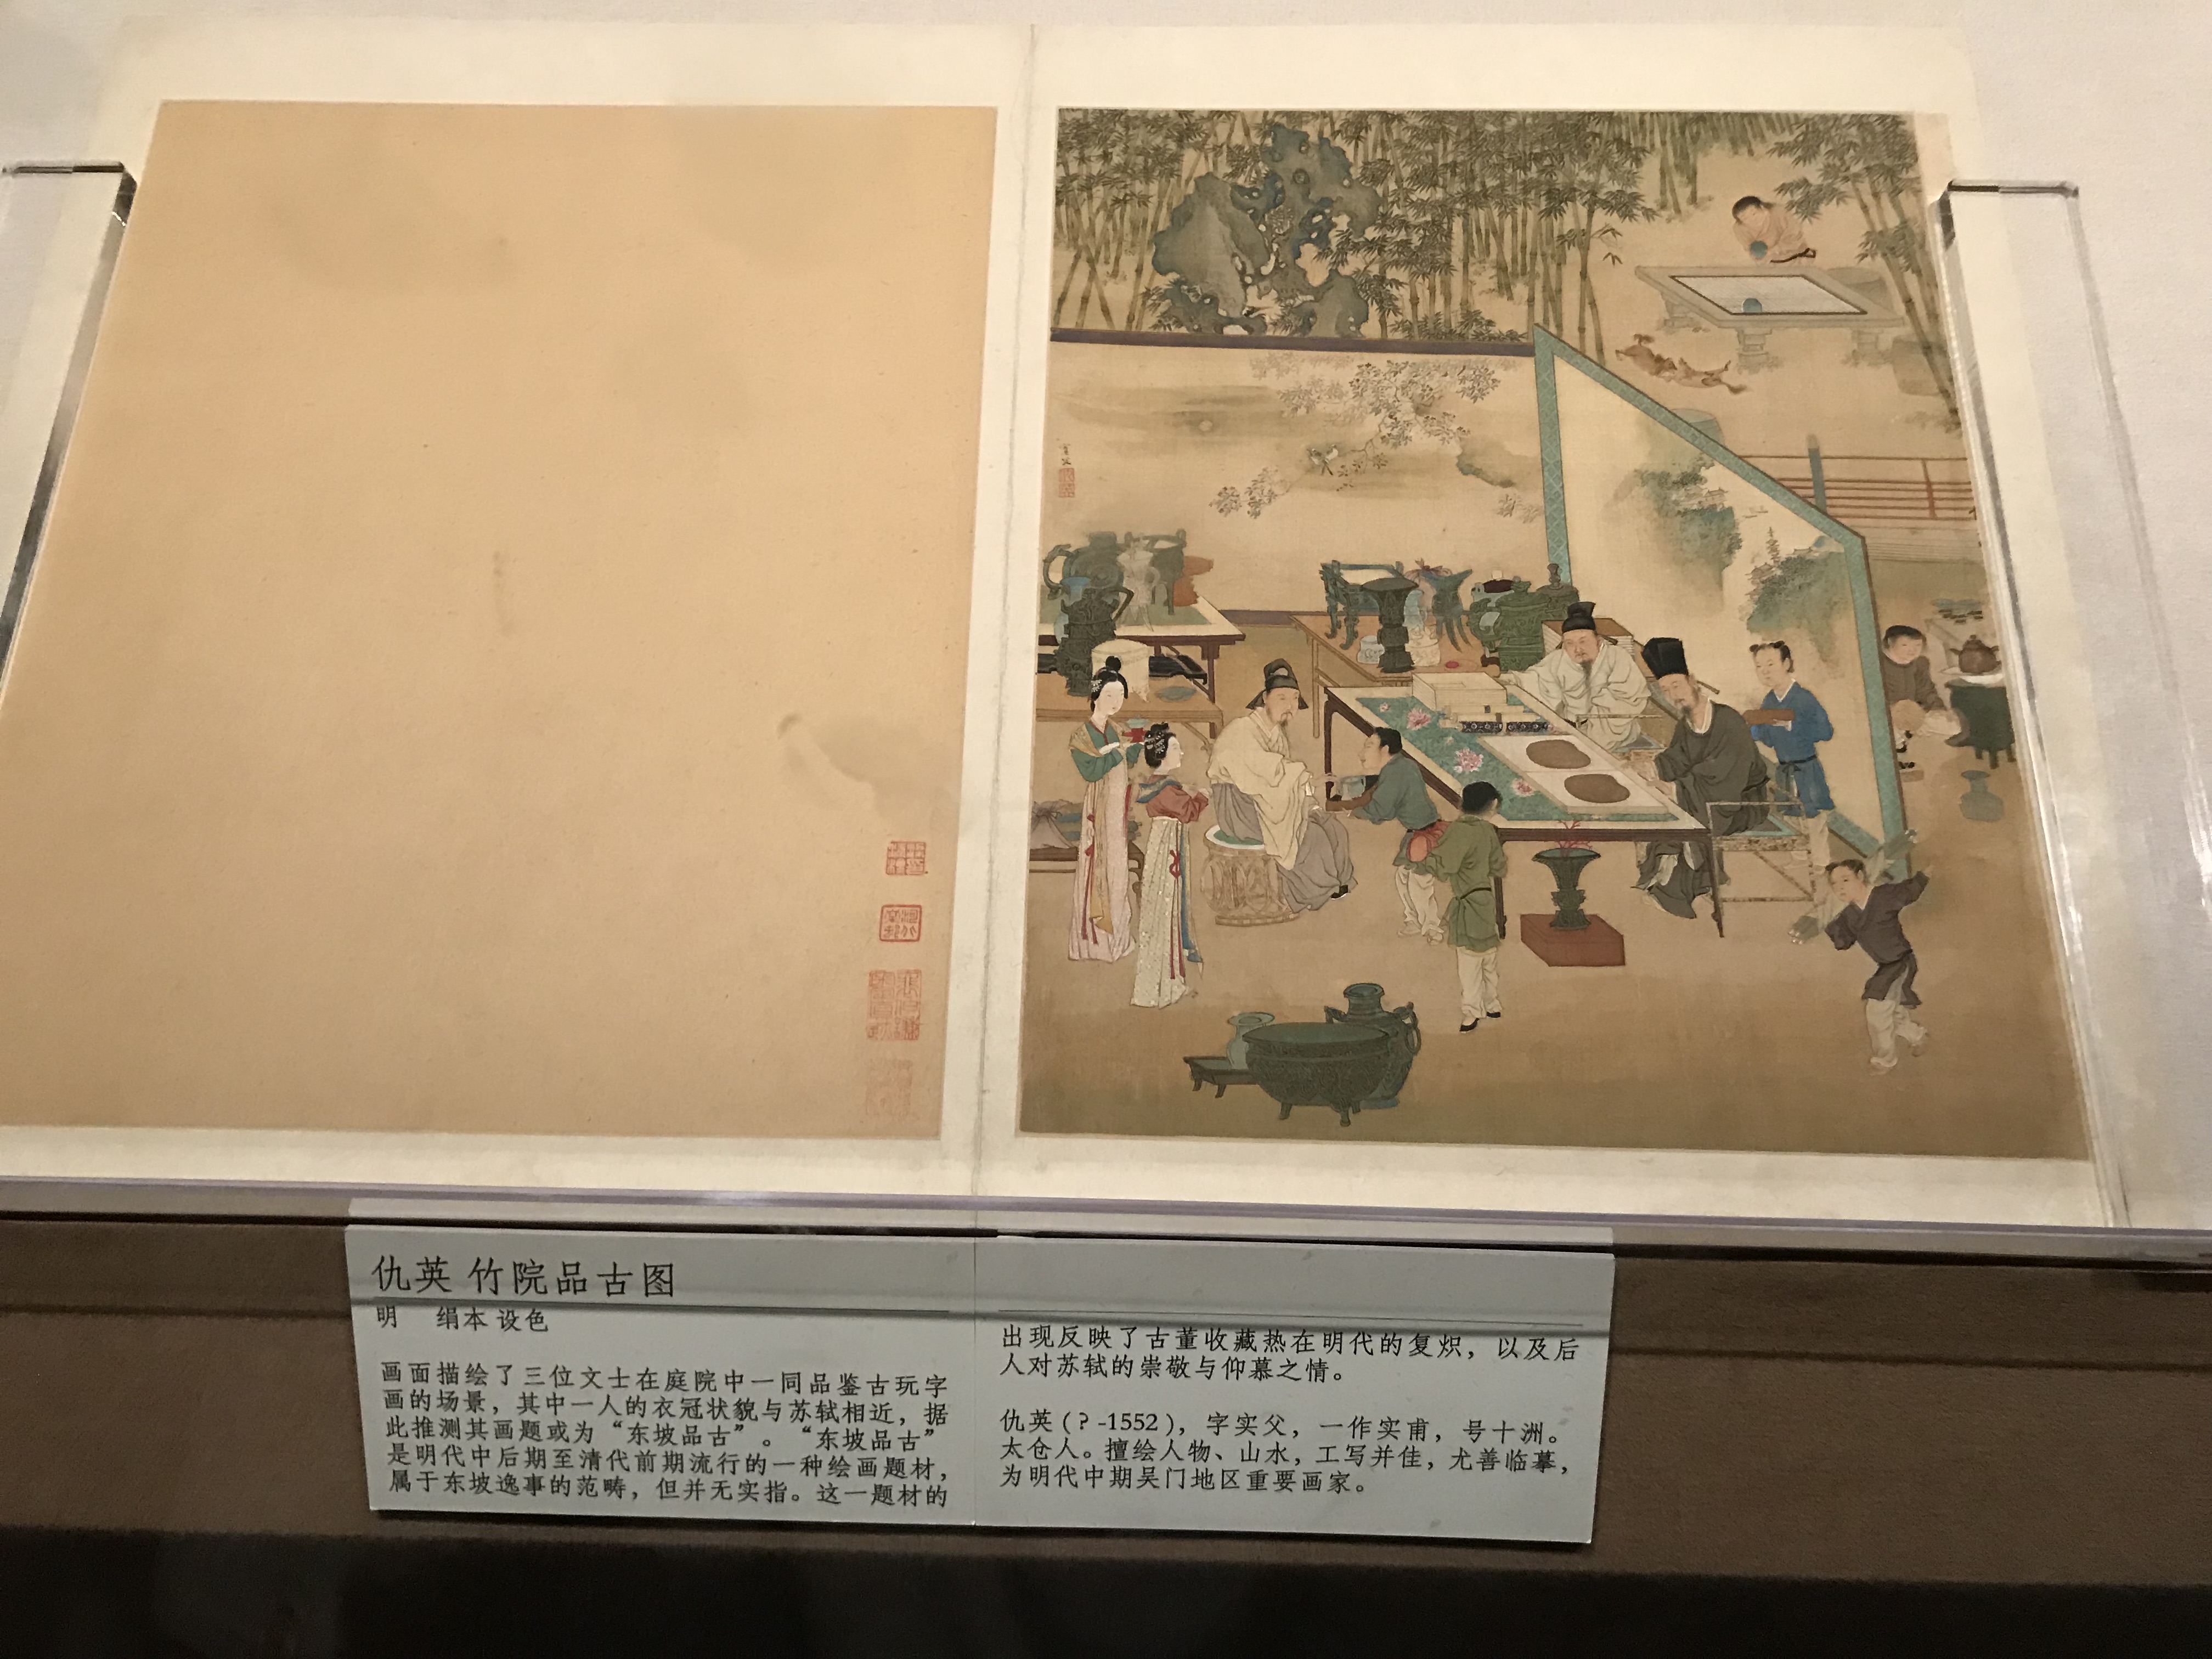 仇英 竹院品古图
明 绢本 设色
画面描绘了三位文士在庭院中一同品鉴古玩字
画的场景，其中一人的衣冠状貌与苏轼相近，据
此推测其画题或为“东坡品古”。“东坡品古”
是明代中后期至清代前期流行的一种绘画题材，
属于东坡逸事的范畴，但并无实指。这一题材的
出现反映了古董收藏热在明代的复炽，以及后
人对苏轼的崇敬与仰慕之情。
仇英(？-1552)，字实父，一作实甫，号十洲。
太仓人。擅绘人物、山水，工写并佳，尤善临摹，
为明代中期吴门地区重要画家。